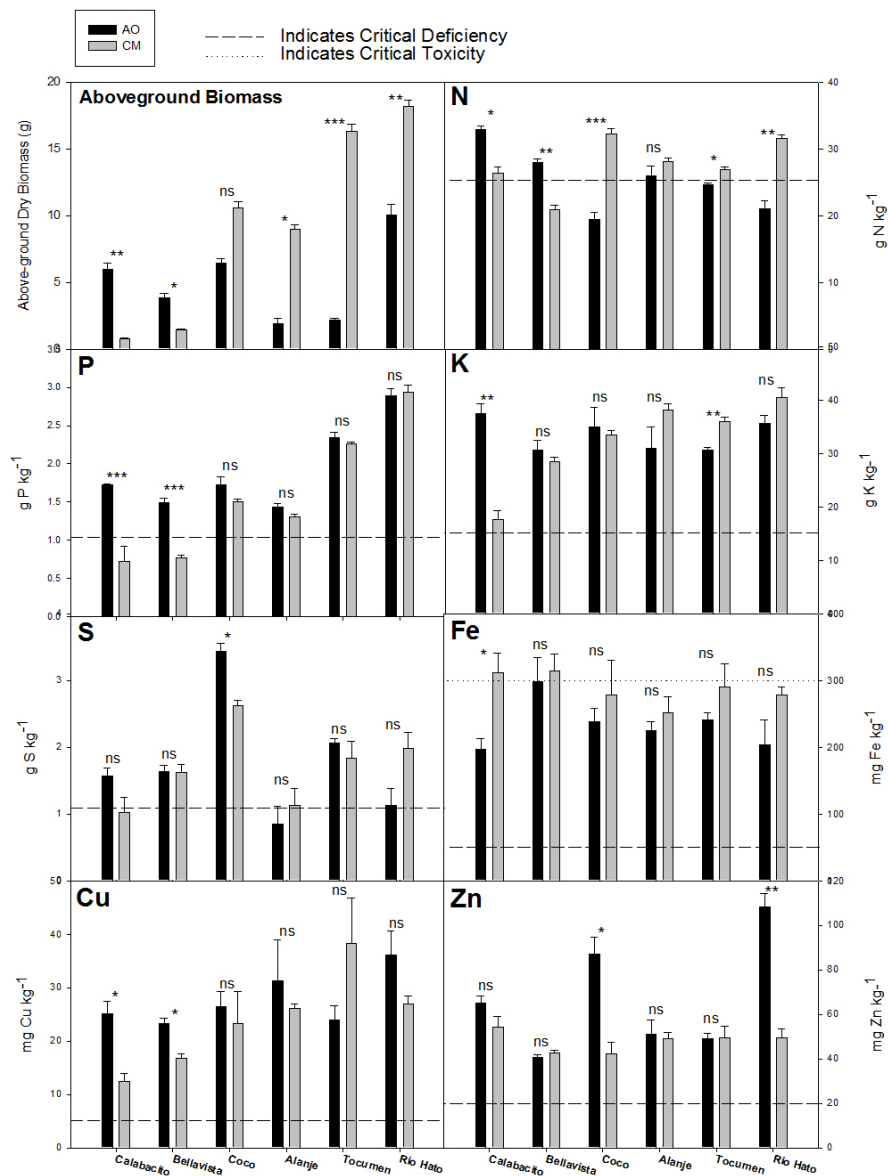 AO
CM
Indicates Critical Deficiency
Indicates Critical Toxicity
Aboveground Biomass
Above-ground Dry Biomass (g)
20
15
10
5
** * ns * *** **
N
g N kg-1
40
30
20
10
* ** *** ns * **
P
g P kg-1
3.0
2.5
2.0
1.5
1.0
0.5
0.0
*** *** ns ns ns ns
K
g K kg-1
50
40
30
20
10
** ns ns ns ** ns
S
g S kg-1
4
3
2
1
ns ns * ns ns ns
Fe
mg Fe kg-1
300
200
100
* ns ns ns ns ns
Cu
mg Cu kg-1
40
30
20
10
0
* * ns ns ns ns
Zn
mg Zn kg-1
120
100
80
60
40
20
0
ns ns * ns ns **
Calabacito Bellavista Coco Alanje Tocumen Rio Hato
Calabacito Bellavista Coco Alanje Tocumen Rio Hato